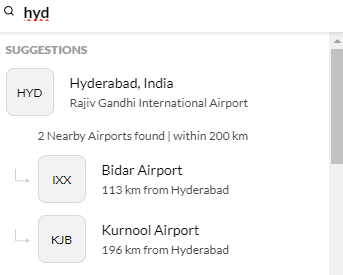 hyd
SUGGESTIONS
HYD
Hyderabad, India
Rajiv Gandhi International Airport
2 Nearby Airports found | within 200 km
IXX
Bidar Airport
113 km from Hyderabad
KJB
Kurnool Airport
196 km from Hyderabad